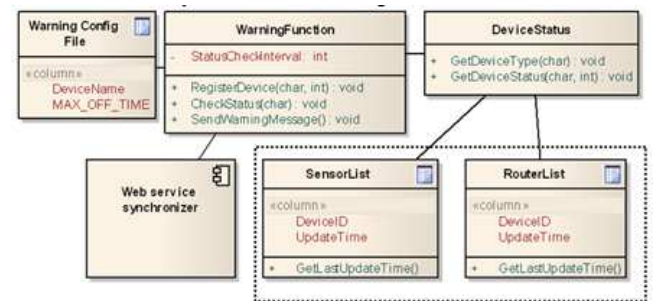 Warning Config
File
«column»
DeviceName
MAX_OFF_TIME
WarningFunction
- StatusCheckInterval: int
+ RegisterDevice(char, int): void
+ CheckStatus(char): void
+ SendWarningMessage(): void
DeviceStatus
+ GetDeviceType(char): void
+ GetDeviceStatus(char, int): void
Web service
synchronizer
SensorList
«column»
DeviceID
UpdateTime
+ GetLastUpdateTime()
RouterList
«column»
DeviceID
UpdateTime
+ GetLastUpdateTime()